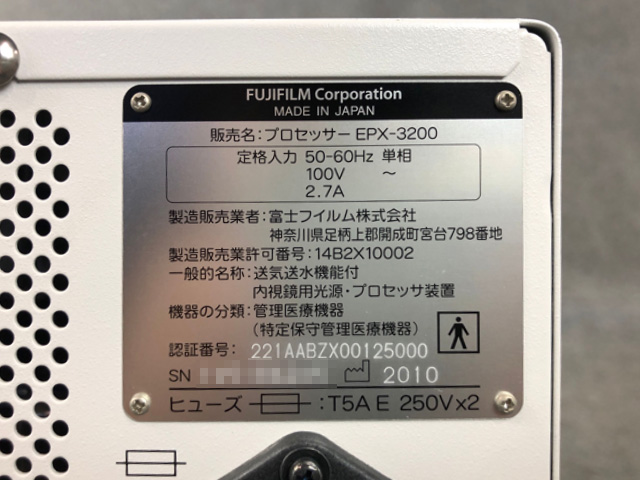 FUJIFILM Corporation
MADE IN JAPAN
販売名：プロセッサー EPX-3200
定格入力 50-60Hz 単相
100V ～
2.7A
製造販売業者：富士フイルム株式会社
神奈川県足柄上郡開成町宮台798番地
製造販売業許可番号：14B2X10002
一般的名称：送気送水機能付
内視鏡用光源・プロセッサ装置
機器の分類：管理医療機器
（特定保守管理医療機器）
認証番号： 221AABZX00125000
SN 2010
ヒューズ ：T5A E 250V×2